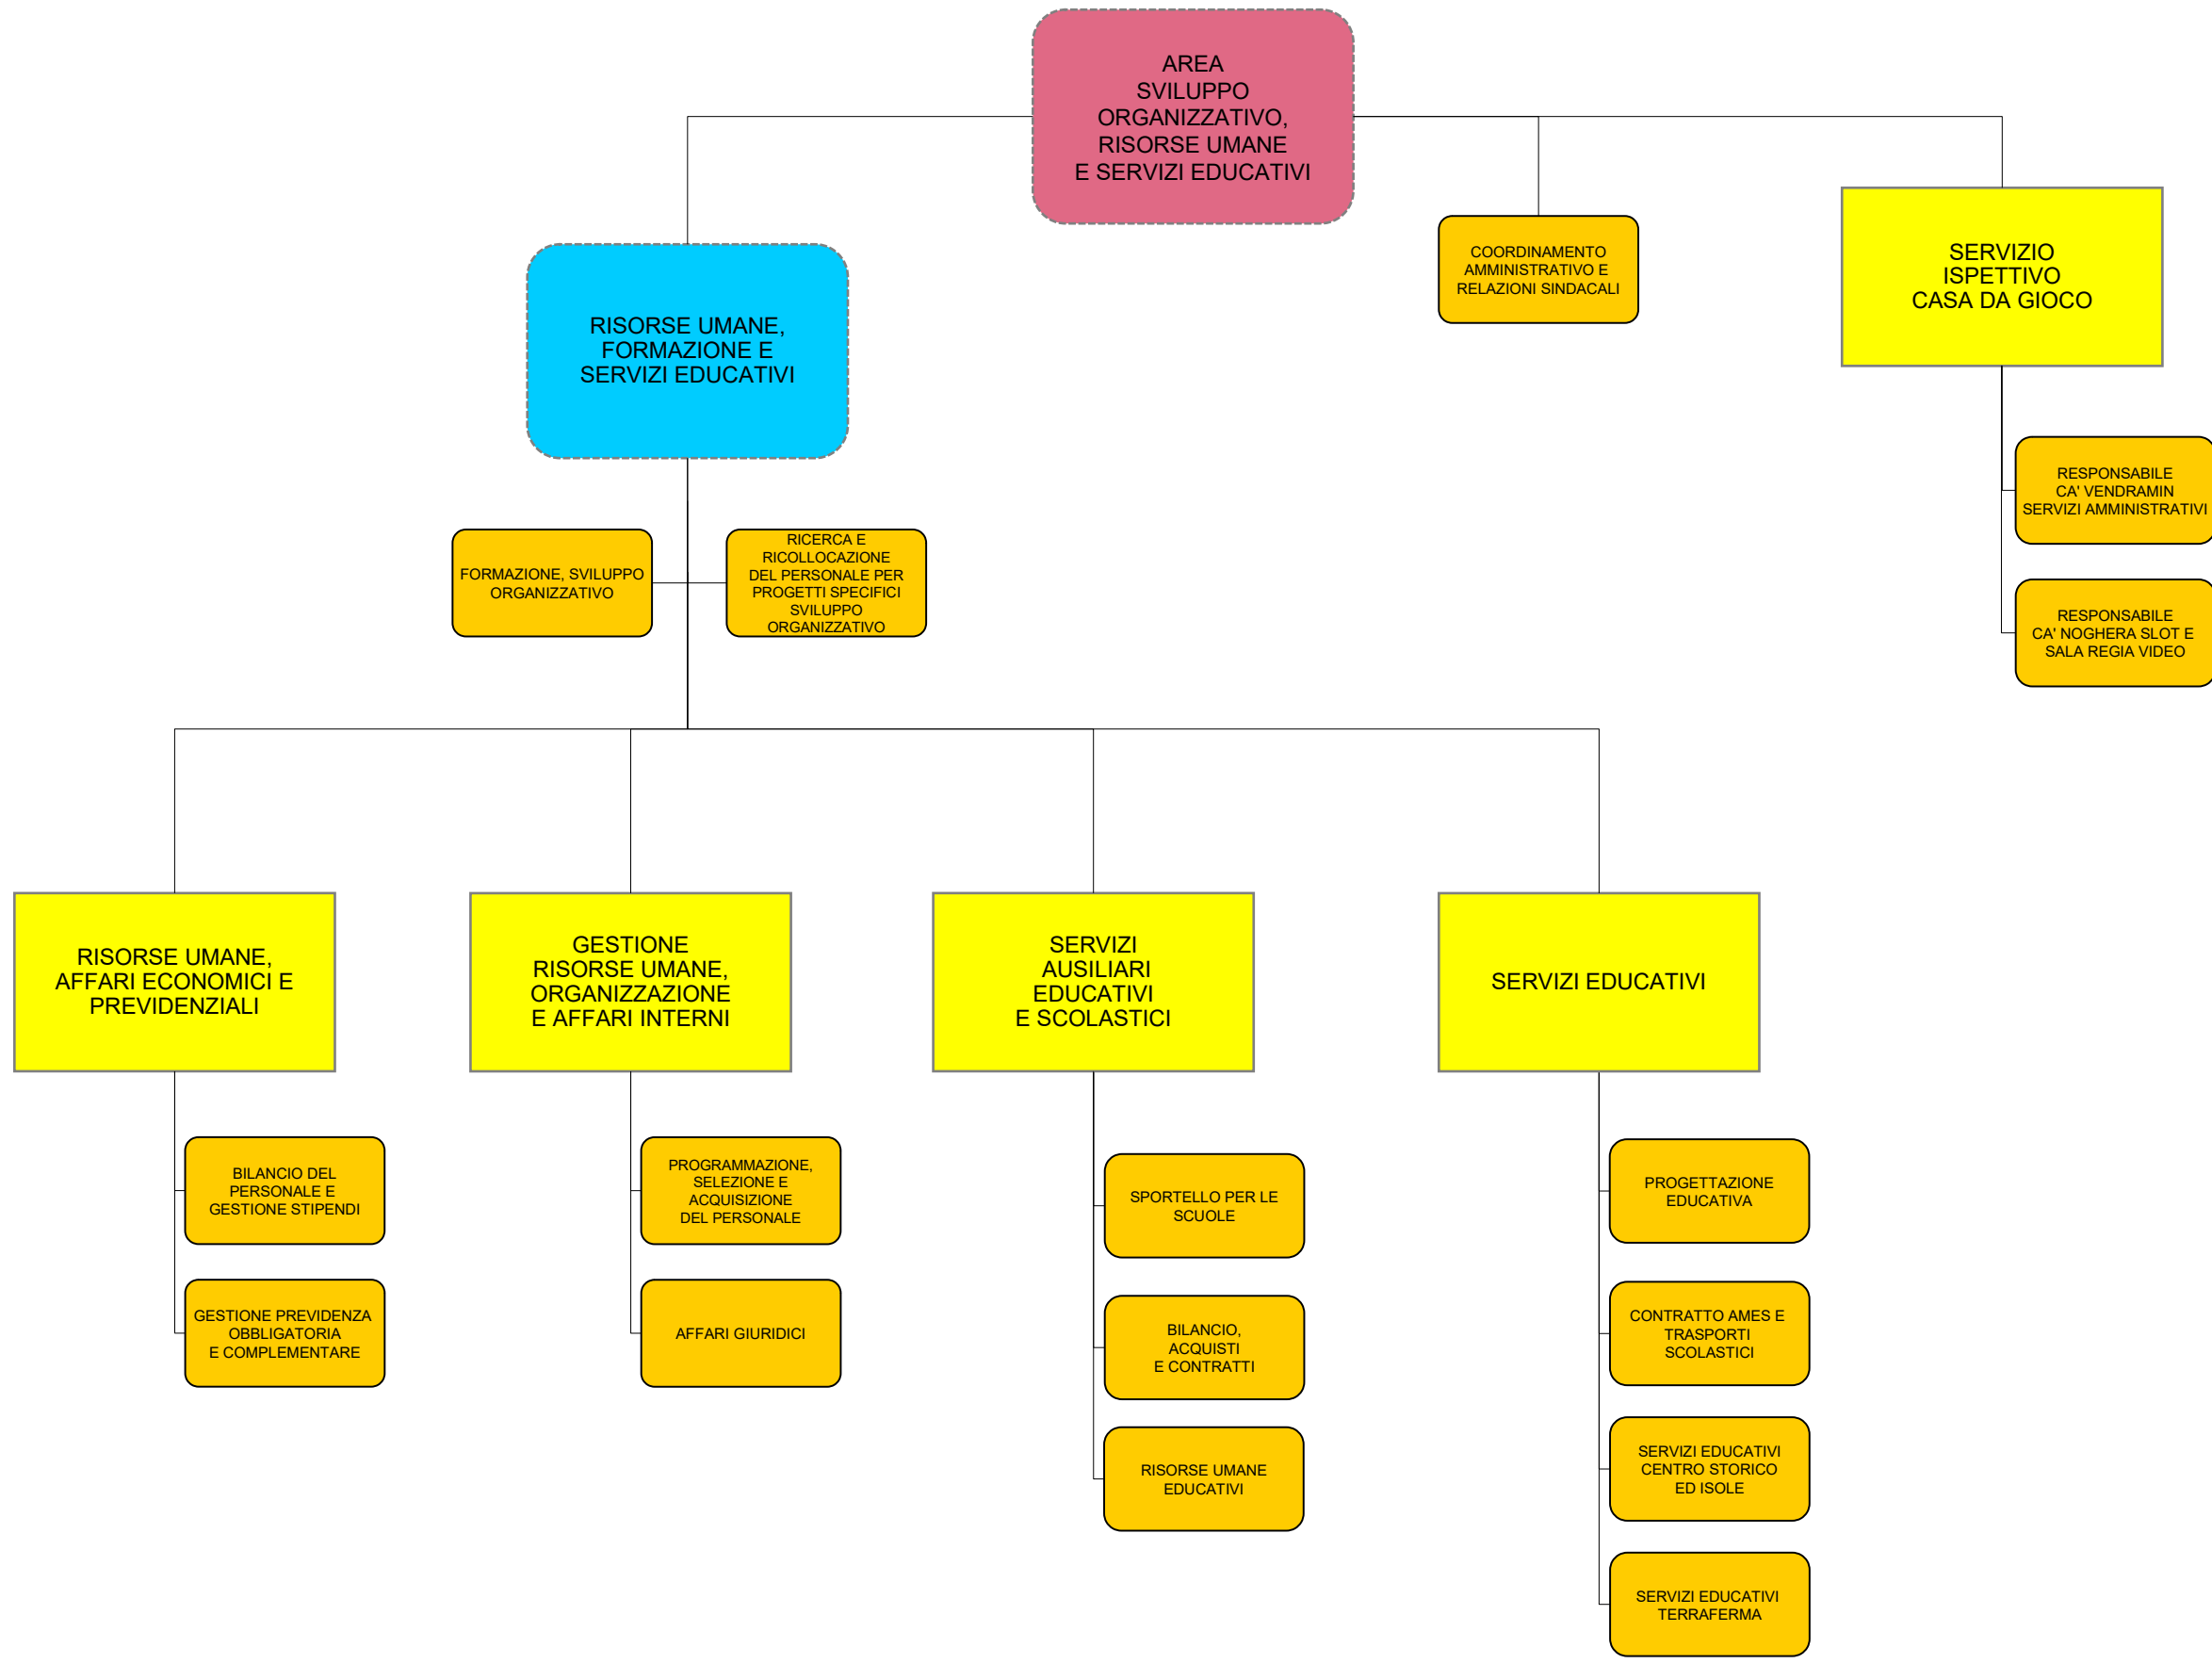 AREA
SVILUPPO
ORGANIZZATIVO,
RISORSE UMANE
E SERVIZI EDUCATIVI
COORDINAMENTO
AMMINISTRATIVO E
RELAZIONI SINDACALI
SERVIZIO
ISPETTIVO
CASA DA GIOCO
RISORSE UMANE,
FORMAZIONE E
SERVIZI EDUCATIVI
RESPONSABILE
CA' VENDRAMIN
SERVIZI AMMINISTRATIVI
FORMAZIONE, SVILUPPO
ORGANIZZATIVO
RICERCA E
RICOLLOCAZIONE
DEL PERSONALE PER
PROGETTI SPECIFICI
SVILUPPO
ORGANIZZATIVO
RESPONSABILE
CA' NOGHERA SLOT E
SALA REGIA VIDEO
RISORSE UMANE,
AFFARI ECONOMICI E
PREVIDENZIALI
GESTIONE
RISORSE UMANE,
ORGANIZZAZIONE
E AFFARI INTERNI
SERVIZI
AUSILIARI
EDUCATIVI
E SCOLASTICI
SERVIZI EDUCATIVI
BILANCIO DEL
PERSONALE E
GESTIONE STIPENDI
GESTIONE PREVIDENZA
OBBLIGATORIA
E COMPLEMENTARE
PROGRAMMAZIONE,
SELEZIONE E
ACQUISIZIONE
DEL PERSONALE
AFFARI GIURIDICI
SPORTELLO PER LE
SCUOLE
BILANCIO,
ACQUISTI
E CONTRATTI
RISORSE UMANE
EDUCATIVI
PROGETTAZIONE
EDUCATIVA
CONTRATTO AMES E
TRASPORTI
SCOLASTICI
SERVIZI EDUCATIVI
CENTRO STORICO
ED ISOLE
SERVIZI EDUCATIVI
TERRAFERMA